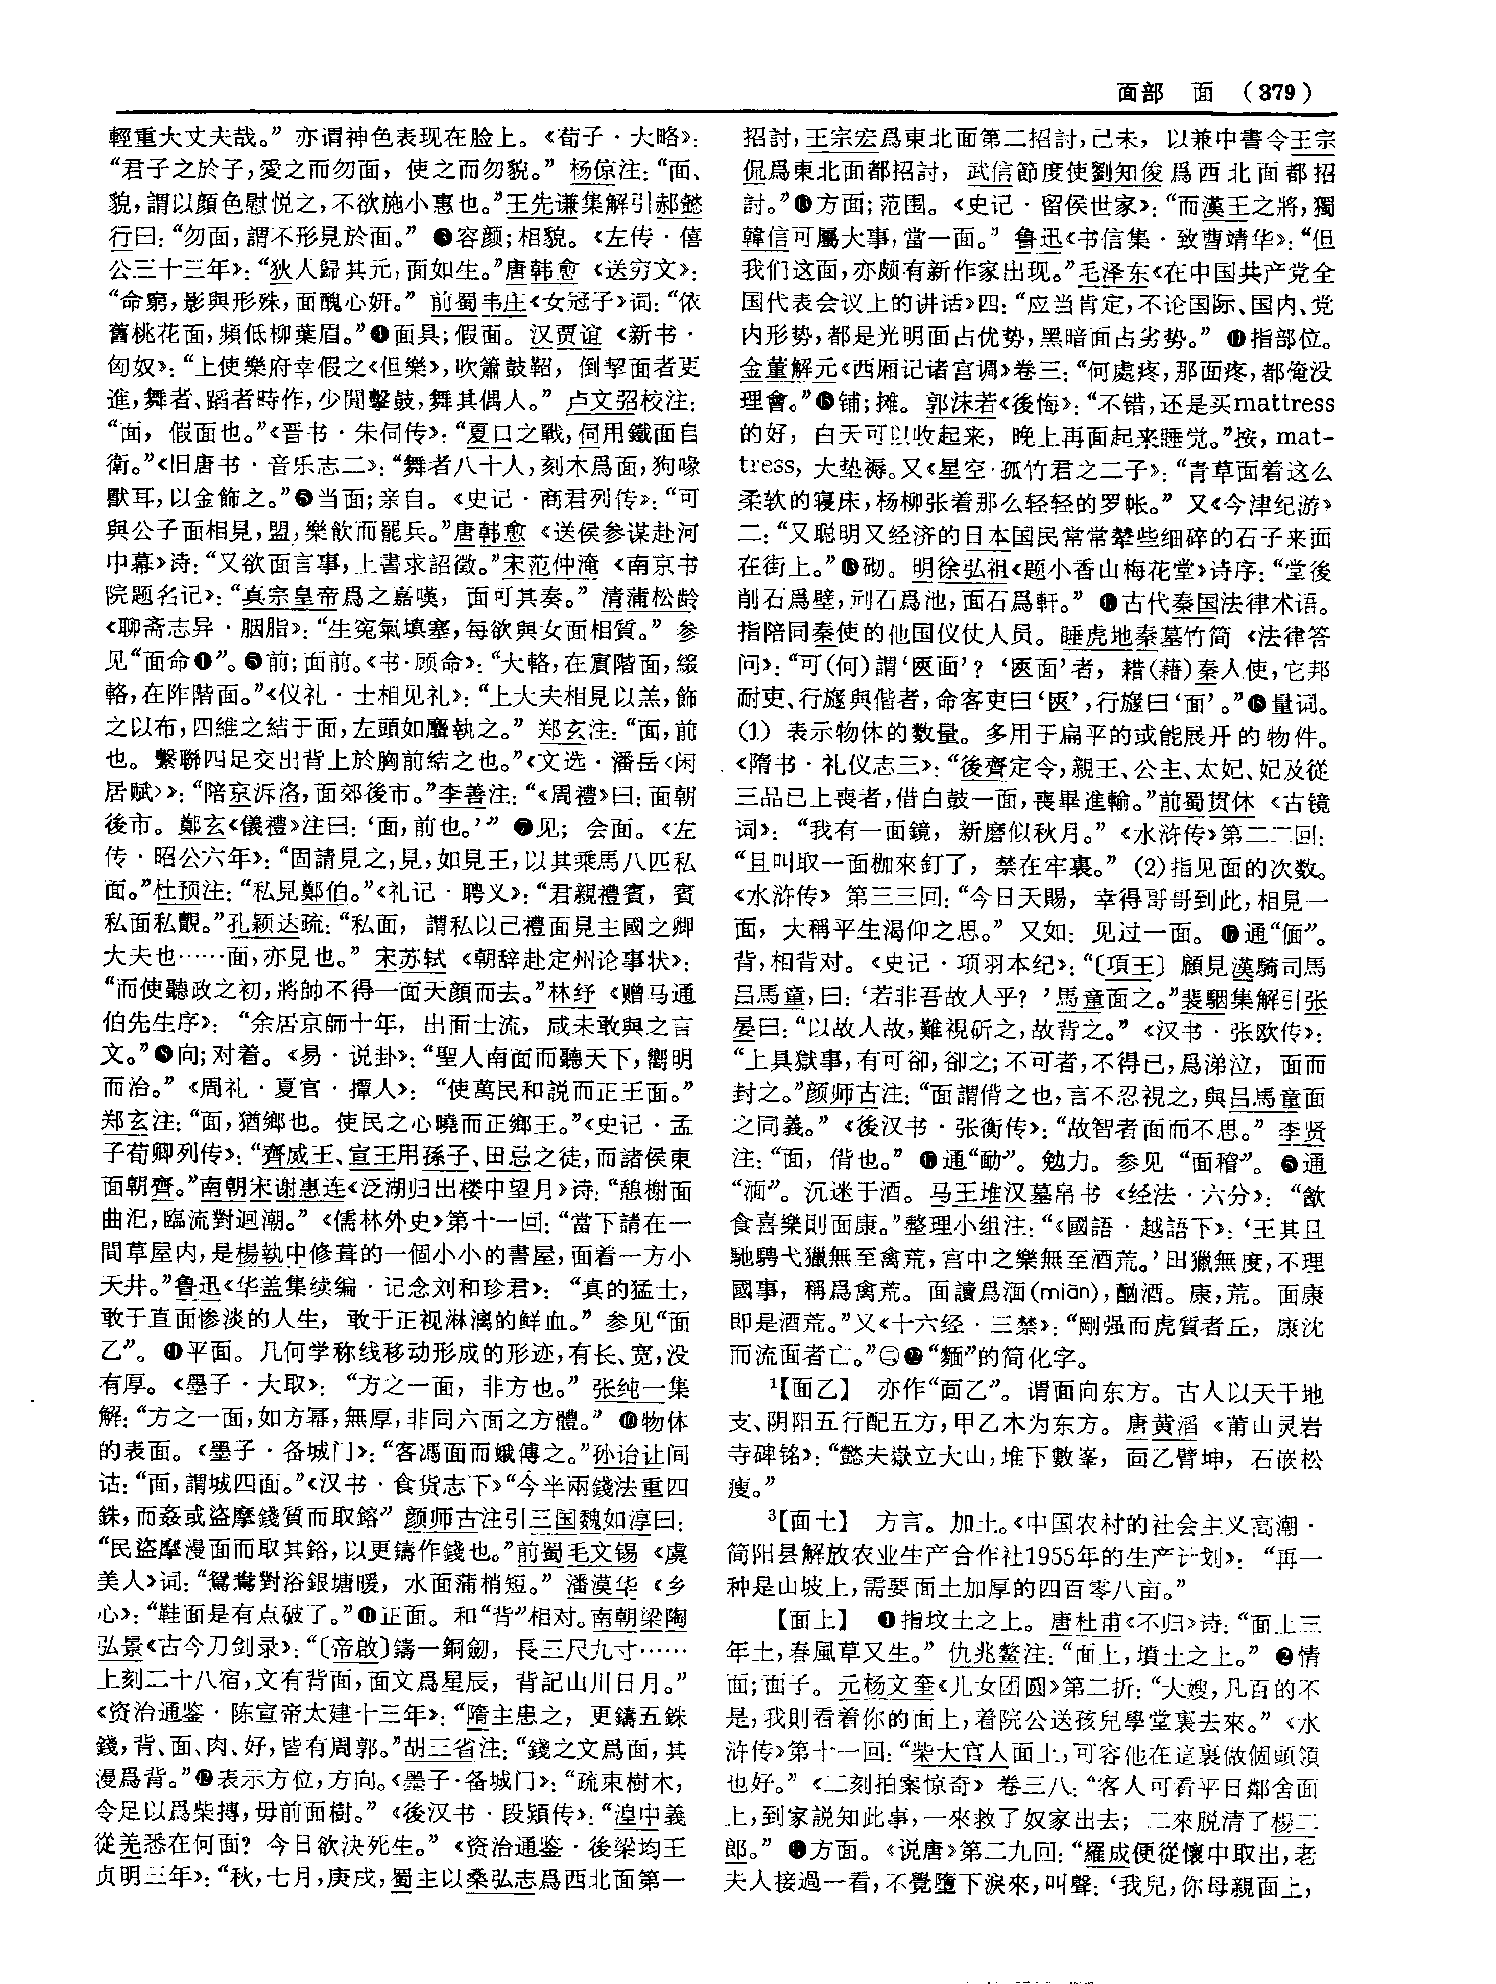 面部 面 (379)
輕重大丈夫哉。”亦谓神色表现在脸上。《荀子·大略》：
“君子之於子，愛之而勿面，使之而勿貌。”杨倞注：“面、
貌，謂以顔色慰悦之，不欲施小惠也。”王先谦集解引郝懿
行曰：“勿面，謂不形見於面。”❸容颜；相貌。《左传·僖
公三十三年》：“狄人歸其元，面如生。”唐韩愈《送穷文》：
“命窮，影與形殊，面醜心妍。”前蜀韦庄《女冠子》词：“依
舊桃花面，頻低柳葉眉。”❹面具；假面。汉贾谊《新书·
匈奴》：“上使樂府幸假之《但樂》，吹簫鼓鞀，倒挈面者更
進，舞者、蹈者時作，少閒擊鼓，舞其偶人。”卢文弨校注：
“面，假面也。”《晋书·朱伺传》：“夏口之戰，伺用鐵面自
衛。”《旧唐书·音乐志二》：“舞者八十人，刻木爲面，狗喙
獸耳，以金飾之。”❺当面；亲自。《史记·商君列传》：“可
與公子面相見，盟，樂飲而罷兵。”唐韩愈《送侯参谋赴河
中幕》诗：“又欲面言事，上書求詔徵。”宋范仲淹《南京书
院题名记》：“真宗皇帝爲之嘉嘆，面可其奏。”清蒲松龄
《聊斋志异·胭脂》：“生冤氣填塞，每欲與女面相質。”参
见“面命❶”。❻前；面前。《书·顾命》：“大輅，在賓階面，綴
輅，在阼階面。”《仪礼·士相见礼》：“上大夫相見以羔，飾
之以布，四維之結于面，左頭如麛執之。”郑玄注：“面，前
也。繫聯四足交出背上於胸前結之也。”《文选·潘岳〈闲
居赋〉》：“陪京泝洛，面郊後市。”李善注：“《周禮》曰：面朝
後市。鄭玄《儀禮》注曰：‘面，前也。’”❼见；会面。《左
传·昭公六年》：“固請見之，見，如見王，以其乘馬八匹私
面。”杜预注：“私見鄭伯。”《礼记·聘义》：“君親禮賓，賓
私面私覿。”孔颖达疏：“私面，謂私以己禮面見主國之卿
大夫也……面，亦見也。”宋苏轼《朝辞赴定州论事状》：
“而使聽政之初，將帥不得一面天顔而去。”林纾《赠马通
伯先生序》：“余居京師十年，出面士流，咸未敢與之言
文。”❽向；对着。《易·说卦》：“聖人南面而聽天下，嚮明
而治。”《周礼·夏官·撢人》：“使萬民和説而正王面。”
郑玄注：“面，猶鄉也。使民之心曉而正鄉王。”《史记·孟
子荀卿列传》：“齊威王、宣王用孫子、田忌之徒，而諸侯東
面朝齊。”南朝宋谢惠连《泛湖归出楼中望月》诗：“憩榭面
曲汜，臨流對迴潮。”《儒林外史》第十一回：“當下請在一
間草屋内，是楊執中修葺的一個小小的書屋，面着一方小
天井。”鲁迅《华盖集续编·记念刘和珍君》：“真的猛士，
敢于直面惨淡的人生，敢于正视淋漓的鲜血。”参见“面
乙”。❾平面。几何学称线移动形成的形迹，有长、宽，没
有厚。《墨子·大取》：“方之一面，非方也。”张纯一集
解：“方之一面，如方冪，無厚，非同六面之方體。”❿物体
的表面。《墨子·备城门》：“客馮面而蛾傅之。”孙诒让间
诂：“面，謂城四面。”《汉书·食货志下》“今半兩錢法重四
銖，而姦或盜摩錢質而取鋊”颜师古注引三国魏如淳曰：
“民盜摩漫面而取其鋊，以更鑄作錢也。”前蜀毛文锡《虞
美人》词：“鴛鴦對浴銀塘暖，水面蒲梢短。”潘漠华《乡
心》：“鞋面是有点破了。”⓫正面。和“背”相对。南朝梁陶
弘景《古今刀剑录》：“〔帝啟〕鑄一銅劍，長三尺九寸……
上刻二十八宿，文有背面，面文爲星辰，背記山川日月。”
《资治通鉴·陈宣帝太建十三年》：“隋主患之，更鑄五銖
錢，背、面、肉、好，皆有周郭。”胡三省注：“錢之文爲面，其
漫爲背。”⓬表示方位，方向。《墨子·备城门》：“疏束樹木，
令足以爲柴摶，毋前面樹。”《後汉书·段熲传》：“湟中義
從羌悉在何面？今日欲決死生。”《资治通鉴·後梁均王
贞明三年》：“秋，七月，庚戌，蜀主以桑弘志爲西北面第一
招討，王宗宏爲東北面第二招討，己未，以兼中書令王宗
侃爲東北面都招討，武信節度使劉知俊爲西北面都招
討。”⓭方面；范围。《史记·留侯世家》：“而漢王之將，獨
韓信可屬大事，當一面。”鲁迅《书信集·致曹靖华》：“但
我们这面，亦颇有新作家出现。”毛泽东《在中国共产党全
国代表会议上的讲话》四：“应当肯定，不论国际、国内、党
内形势，都是光明面占优势，黑暗面占劣势。”⓮指部位。
金董解元《西厢记诸宫调》卷三：“何處疼，那面疼，都俺没
理會。”⓯铺；摊。郭沫若《後悔》：“不错，还是买mattress
的好，白天可以收起来，晚上再面起来睡觉。”按，mat-
tress，大垫褥。又《星空·孤竹君之二子》：“青草面着这么
柔软的寝床，杨柳张着那么轻轻的罗帐。”又《今津纪游》
二：“又聪明又经济的日本国民常常辇些细碎的石子来面
在街上。”⓰砌。明徐弘祖《题小香山梅花堂》诗序：“堂後
削石爲壁，刓石爲池，面石爲軒。”⓱古代秦国法律术语。
指陪同秦使的他国仪仗人员。睡虎地秦墓竹简《法律答
问》：“可(何)謂‘匧面’？‘匧面’者，耤(藉)秦人使，它邦
耐吏、行旞與偕者，命客吏曰‘匧’，行旞曰‘面’。”⓲量词。
(1) 表示物体的数量。多用于扁平的或能展开的物件。
《隋书·礼仪志三》：“後齊定令，親王、公主、太妃、妃及從
三品已上喪者，借白鼓一面，喪畢進輸。”前蜀贯休《古镜
词》：“我有一面鏡，新磨似秋月。”《水浒传》第二二回：
“且叫取一面枷來釘了，禁在牢裏。”(2)指见面的次数。
《水浒传》第三三回：“今日天賜，幸得哥哥到此，相見一
面，大稱平生渴仰之思。”又如：见过一面。⓳通“偭”。
背，相背对。《史记·项羽本纪》：“〔項王〕顧見漢騎司馬
吕馬童，曰：‘若非吾故人乎？’馬童面之。”裴駰集解引张
晏曰：“以故人故，難視斫之，故背之。”《汉书·张欧传》：
“上具獄事，有可卻，卻之；不可者，不得已，爲涕泣，面而
封之。”颜师古注：“面謂偝之也，言不忍視之，與吕馬童面
之同義。”《後汉书·张衡传》：“故智者面而不思。”李贤
注：“面，偝也。”⓴通“勔”。勉力。参见“面稽”。通
“湎”。沉迷于酒。马王堆汉墓帛书《经法·六分》：“㱃
食喜樂則面康。”整理小组注：“《國語·越語下》：‘王其且
馳騁弋獵無至禽荒，宫中之樂無至酒荒。’田獵無度，不理
國事，稱爲禽荒。面讀爲湎(miǎn)，酗酒。康，荒。面康
即是酒荒。”又《十六经·三禁》：“剛强而虎質者丘，康沈
而流面者亡。”㊁“麵”的简化字。
¹【面乙】 亦作“靣乙”。谓面向东方。古人以天干地
支、阴阳五行配五方，甲乙木为东方。唐黄滔《莆山灵岩
寺碑铭》：“懿夫嶽立大山，堆下數峯，靣乙臂坤，石嵌松
瘦。”
³【面土】 方言。加土。《中国农村的社会主义高潮·
简阳县解放农业生产合作社1955年的生产计划》：“再一
种是山坡上，需要面土加厚的四百零八亩。”
【面上】 ❶指坟土之上。唐杜甫《不归》诗：“面上三
年土，春風草又生。”仇兆鳌注：“面上，墳土之上。”❷情
面；面子。元杨文奎《儿女团圆》第二折：“大嫂，几百的不
是，我則看着你的面上，着院公送孩兒學堂裏去來。”《水
浒传》第十一回：“柴大官人面上，可容他在這裏做個頭領
也好。”《二刻拍案惊奇》卷三八：“客人可看平日鄰舍面
上，到家説知此事，一來救了奴家出去；二來脱清了楊二
郎。”❸方面。《说唐》第二九回：“羅成便從懷中取出，老
夫人接過一看，不覺墮下淚來，叫聲：‘我兒，你母親面上，